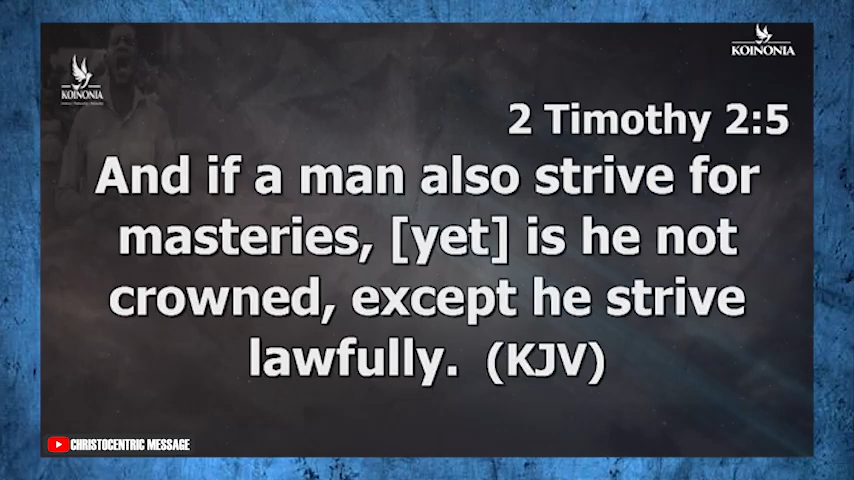 KOINONIA
KOINONIA
2 Timothy 2:5
And if a man also strive for
masteries, [yet] is he not
crowned, except he strive
lawfully. (KJV)
CHRISTOCENTRIC MESSAGE